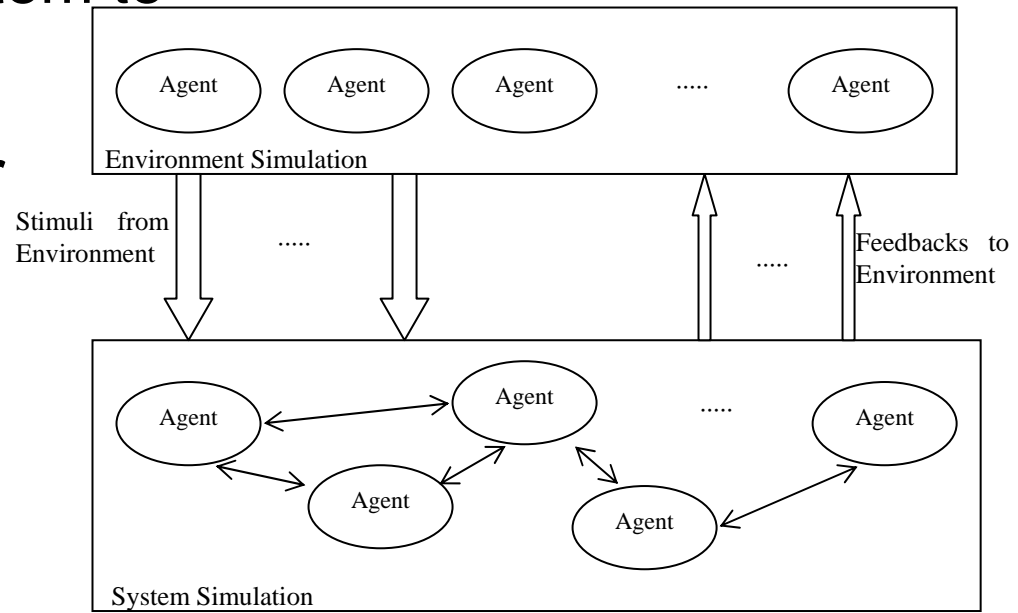 Agent Agent Agent ..... Agent
Environment Simulation
Stimuli from
Environment
.....
.....
Feedbacks to
Environment
Agent Agent ..... Agent
Agent Agent
System Simulation